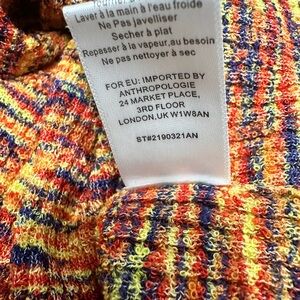 Laver à la main à l'eau froide
Ne Pas javelliser
Secher à plat
Repasser à la vapeur,au besoin
Ne pas nettoyer à sec
FOR EU: IMPORTED BY
ANTHROPOLOGIE
24 MARKET PLACE,
3RD FLOOR
LONDON,UK W1W8AN
ST#2190321AN